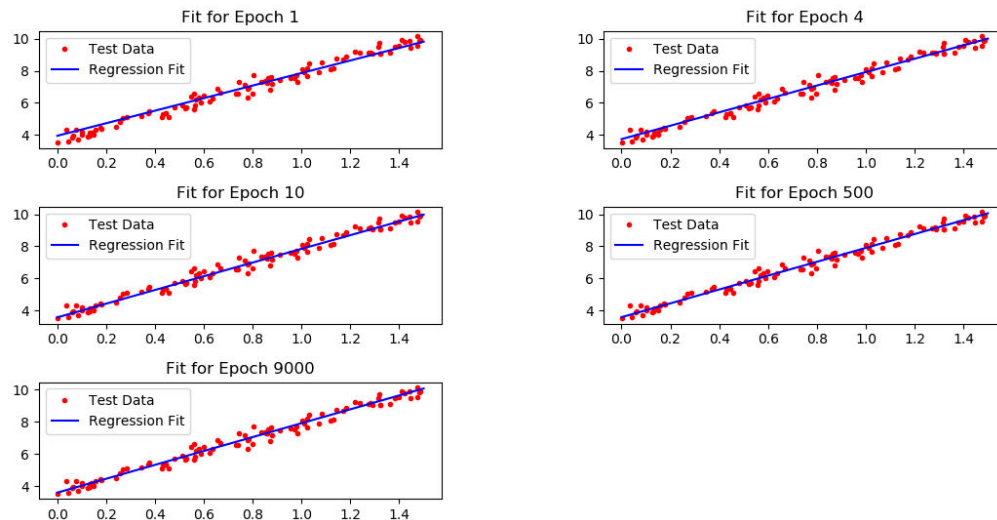 Fit for Epoch 1
10
8
6
4
Test Data
Regression Fit
0.0 0.2 0.4 0.6 0.8 1.0 1.2 1.4
Fit for Epoch 4
10
8
6
4
Test Data
Regression Fit
0.0 0.2 0.4 0.6 0.8 1.0 1.2 1.4
Fit for Epoch 10
10
8
6
4
Test Data
Regression Fit
0.0 0.2 0.4 0.6 0.8 1.0 1.2 1.4
Fit for Epoch 500
10
8
6
4
Test Data
Regression Fit
0.0 0.2 0.4 0.6 0.8 1.0 1.2 1.4
Fit for Epoch 9000
10
8
6
4
Test Data
Regression Fit
0.0 0.2 0.4 0.6 0.8 1.0 1.2 1.4